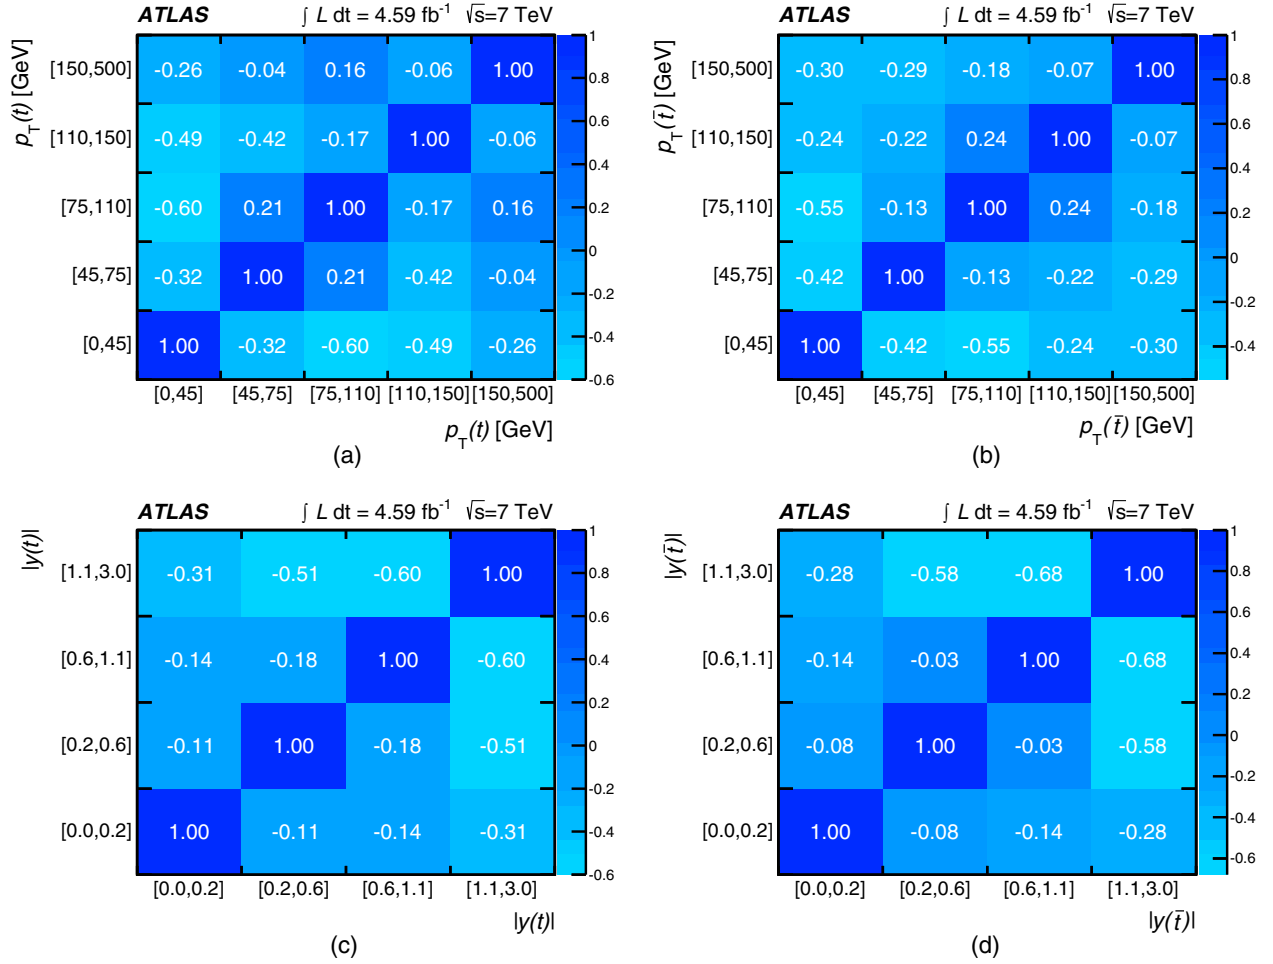 ATLAS ∫ L dt = 4.59 fb⁻¹ √s=7 TeV
p_T(t) [GeV]
[150,500] -0.26 -0.04 0.16 -0.06 1.00
[110,150] -0.49 -0.42 -0.17 1.00 -0.06
[75,110] -0.60 0.21 1.00 -0.17 0.16
[45,75] -0.32 1.00 0.21 -0.42 -0.04
[0,45] 1.00 -0.32 -0.60 -0.49 -0.26
[0,45] [45,75] [75,110] [110,150] [150,500]
p_T(t) [GeV]
1
0.8
0.6
0.4
0.2
0
-0.2
-0.4
-0.6
(a)
ATLAS ∫ L dt = 4.59 fb⁻¹ √s=7 TeV
p_T(t̄) [GeV]
[150,500] -0.30 -0.29 -0.18 -0.07 1.00
[110,150] -0.24 -0.22 0.24 1.00 -0.07
[75,110] -0.55 -0.13 1.00 0.24 -0.18
[45,75] -0.42 1.00 -0.13 -0.22 -0.29
[0,45] 1.00 -0.42 -0.55 -0.24 -0.30
[0,45] [45,75] [75,110] [110,150] [150,500]
p_T(t̄) [GeV]
1
0.8
0.6
0.4
0.2
0
-0.2
-0.4
(b)
ATLAS ∫ L dt = 4.59 fb⁻¹ √s=7 TeV
|y(t)|
[1.1,3.0] -0.31 -0.51 -0.60 1.00
[0.6,1.1] -0.14 -0.18 1.00 -0.60
[0.2,0.6] -0.11 1.00 -0.18 -0.51
[0.0,0.2] 1.00 -0.11 -0.14 -0.31
[0.0,0.2] [0.2,0.6] [0.6,1.1] [1.1,3.0]
|y(t)|
1
0.8
0.6
0.4
0.2
0
-0.2
-0.4
-0.6
(c)
ATLAS ∫ L dt = 4.59 fb⁻¹ √s=7 TeV
|y(t̄)|
[1.1,3.0] -0.28 -0.58 -0.68 1.00
[0.6,1.1] -0.14 -0.03 1.00 -0.68
[0.2,0.6] -0.08 1.00 -0.03 -0.58
[0.0,0.2] 1.00 -0.08 -0.14 -0.28
[0.0,0.2] [0.2,0.6] [0.6,1.1] [1.1,3.0]
|y(t̄)|
1
0.8
0.6
0.4
0.2
0
-0.2
-0.4
-0.6
(d)